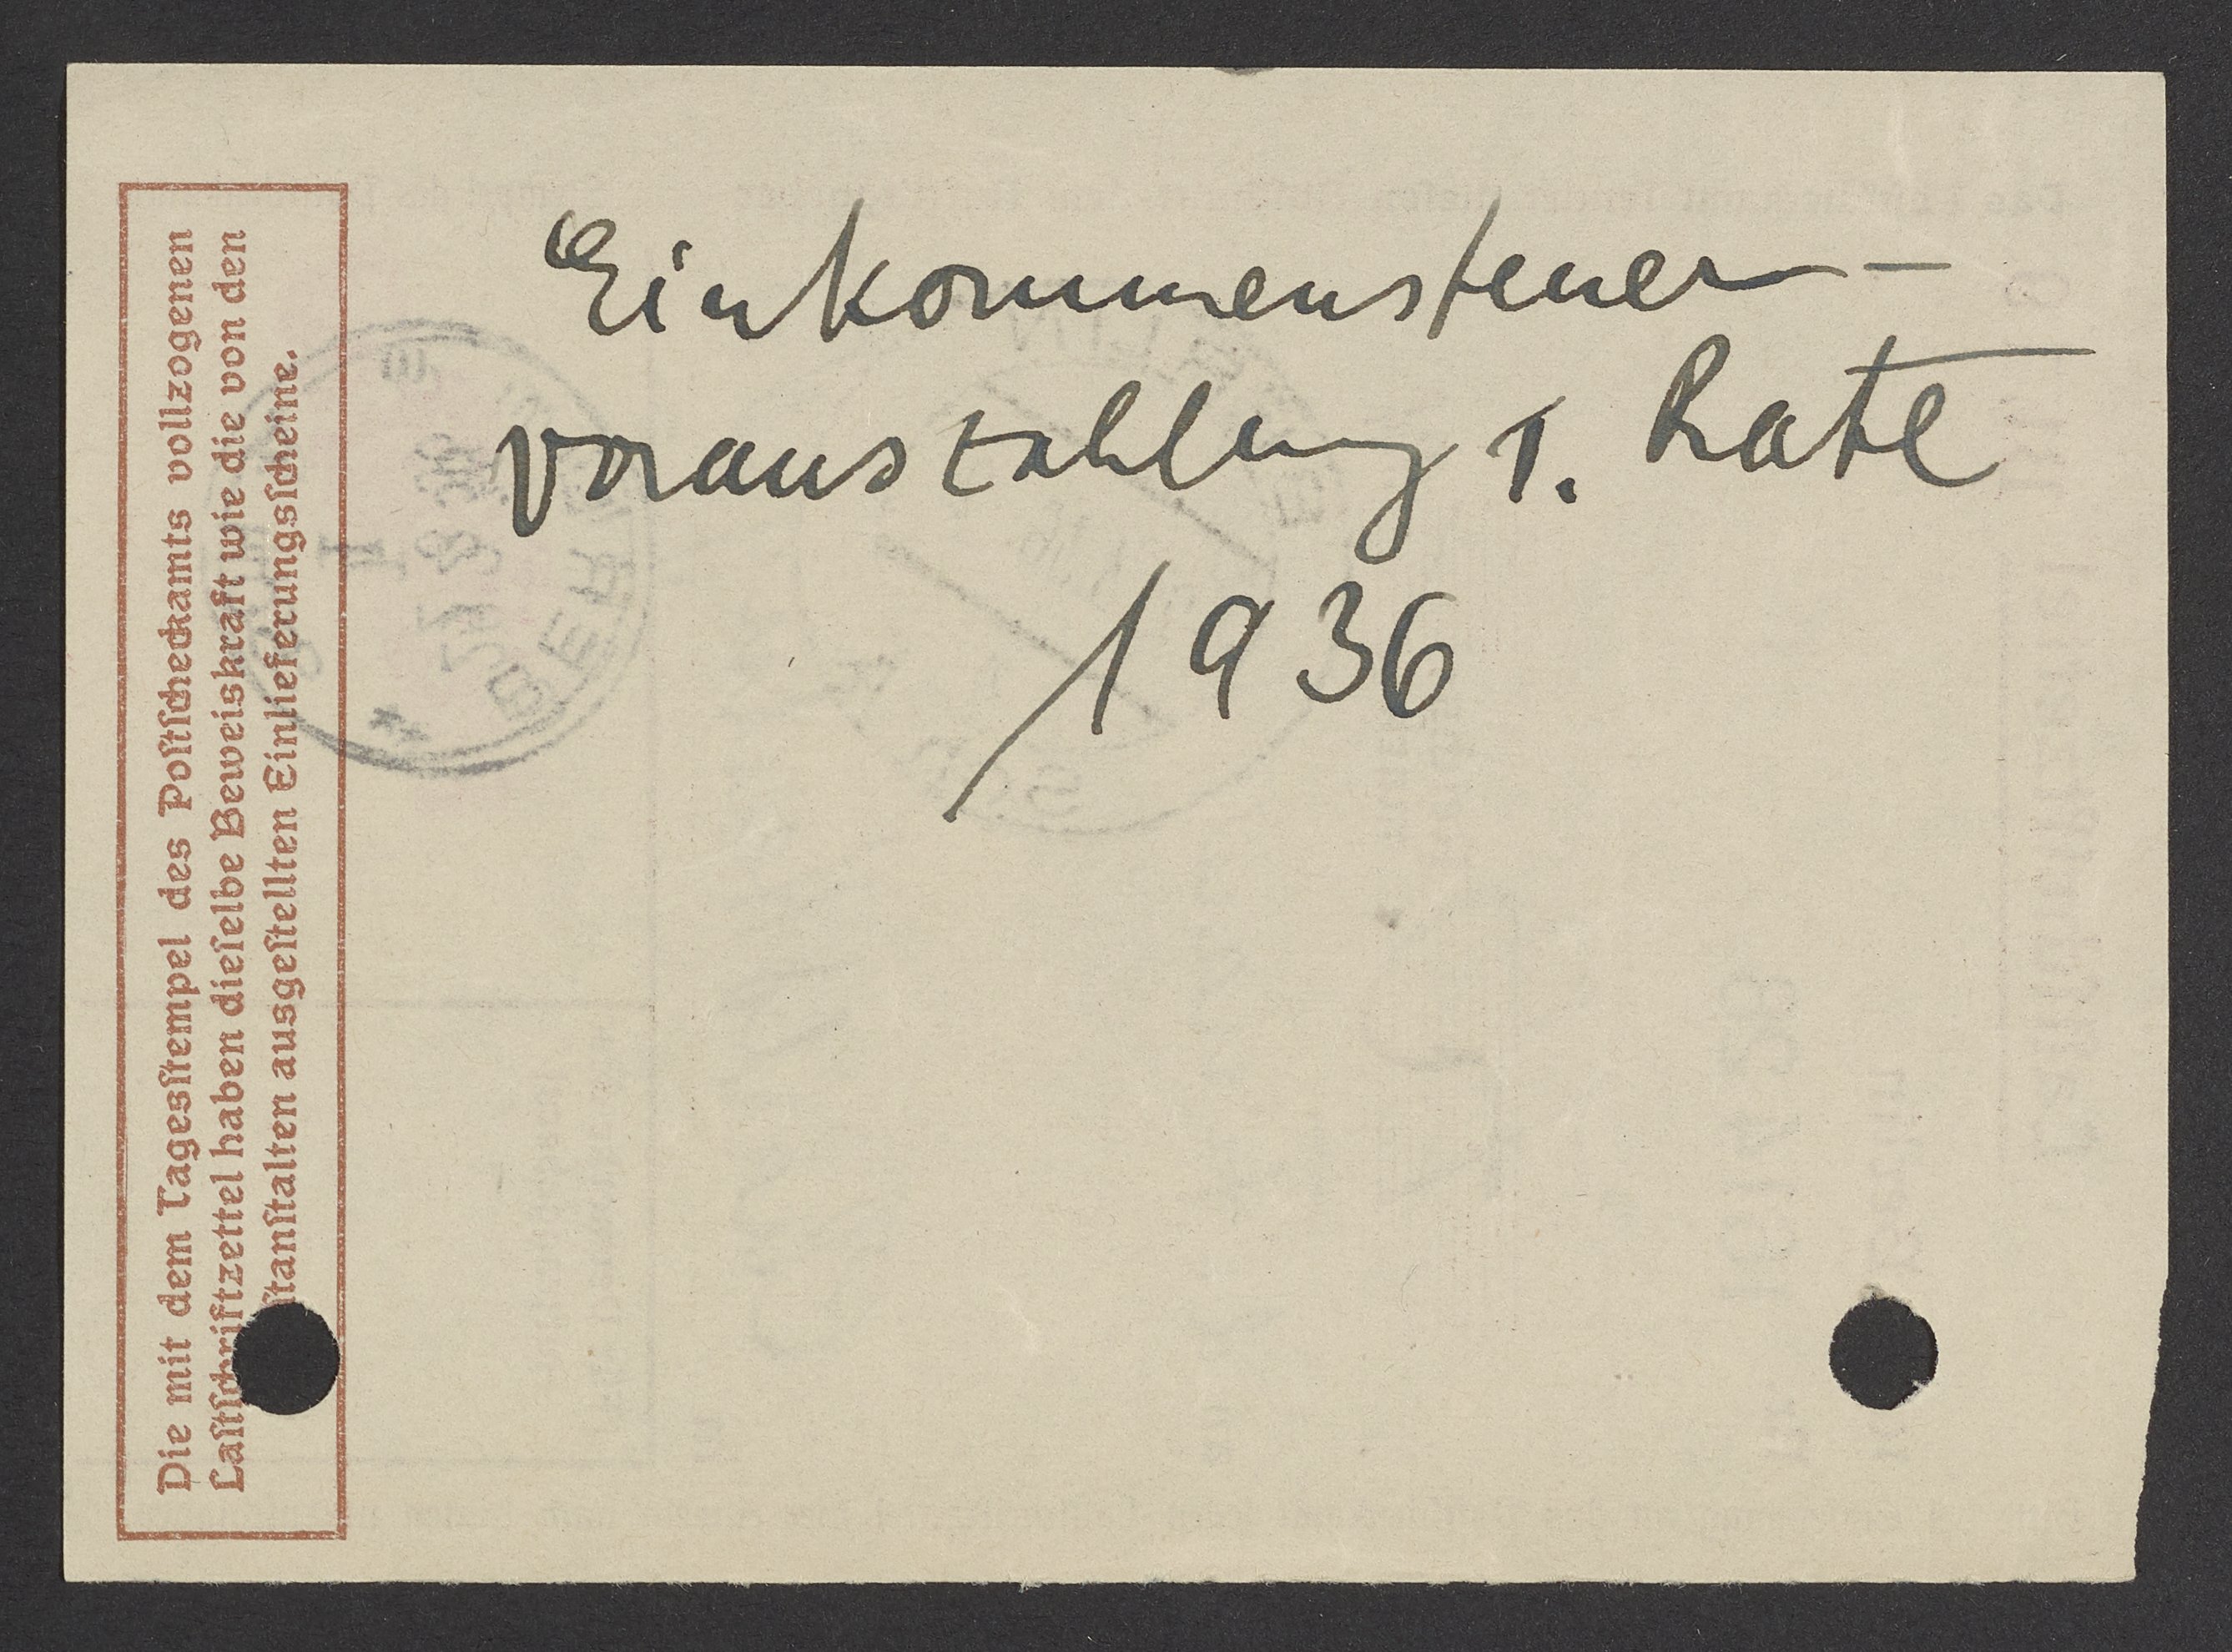 Einkommensteuer-
vorauszahlung 1. Rate
1936
Die mit dem Tagesſtempel des Poſtſcheckamts vollzogenen
Laſtſchriftzettel haben dieſelbe Beweiskraft wie die von den
ſtanſtalten ausgeſtellten Einlieferungsſcheine.